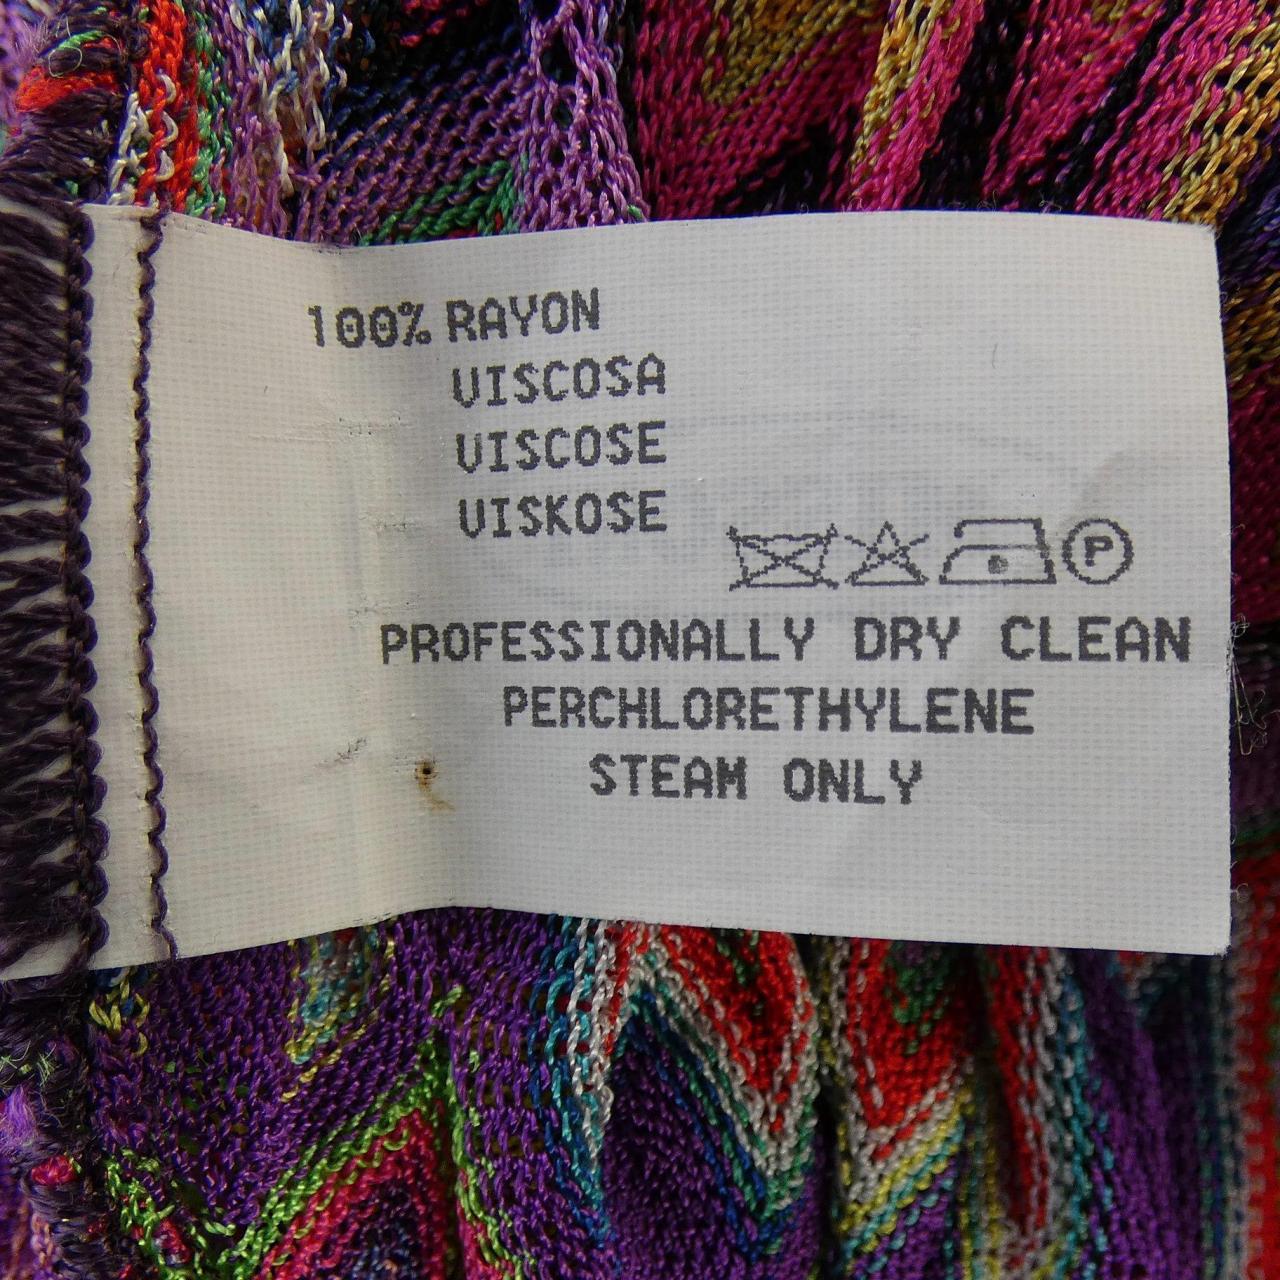 100% RAYON
VISCOSA
VISCOSE
VISKOSE
P
PROFESSIONALLY DRY CLEAN
PERCHLORETHYLENE
STEAM ONLY